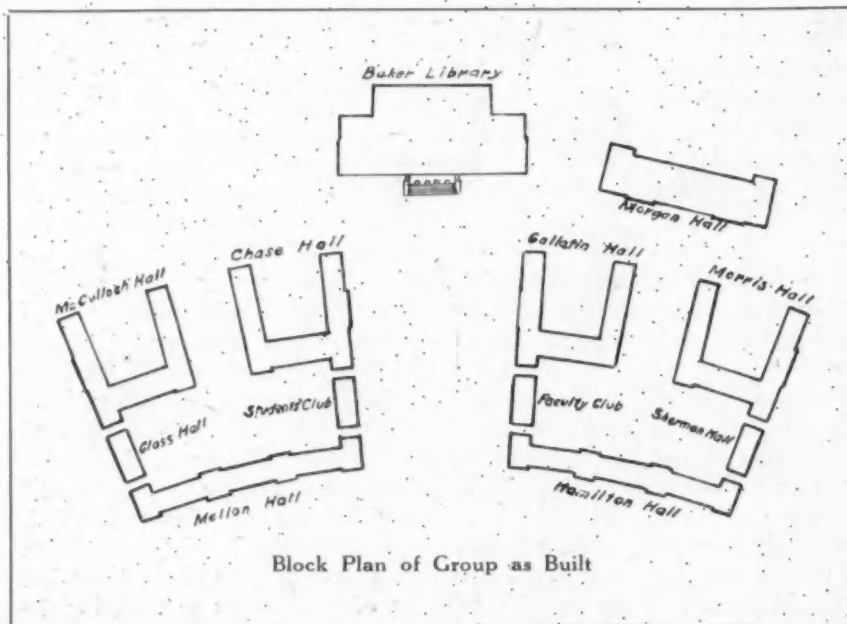 Baker Library
Morgan Hall
McCulloch Hall
Chase Hall
Gallatin Hall
Morris Hall
Glass Hall
Students' Club
Faculty Club
Sherman Hall
Mellon Hall
Hamilton Hall
Block Plan of Group as Built